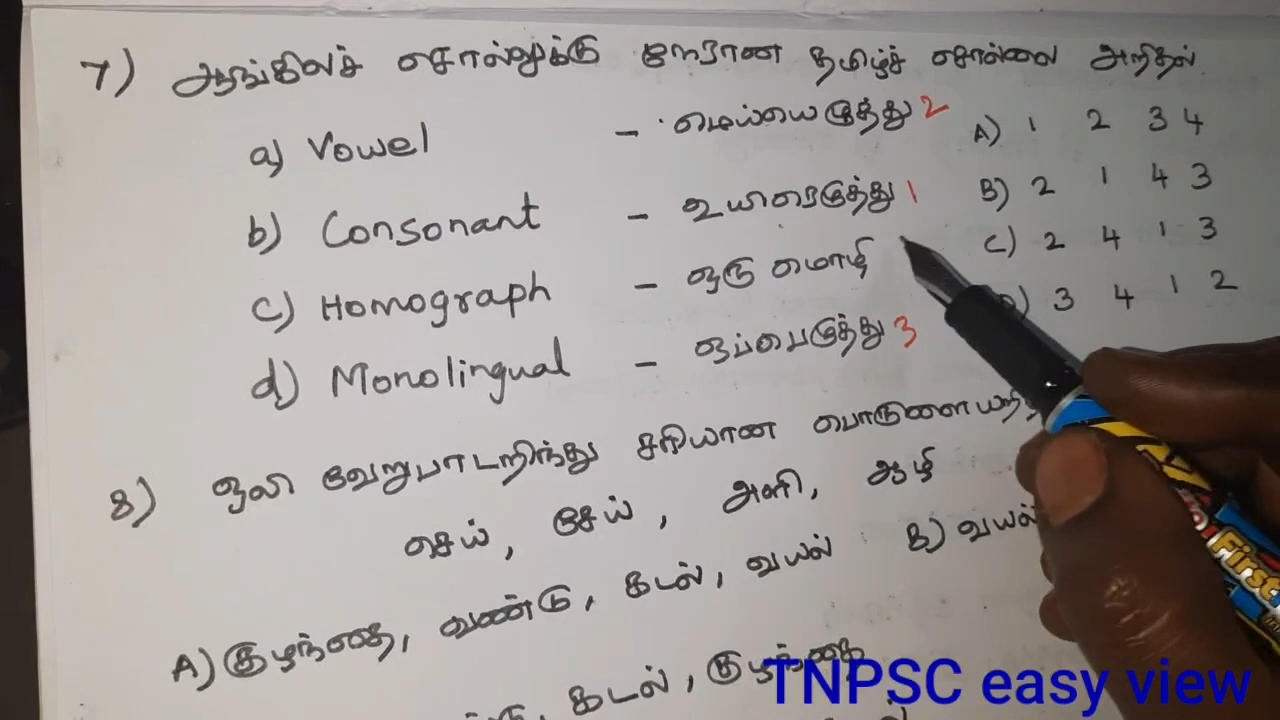 7) ஆங்கிலச் சொல்லுக்கு நேரான தமிழ்ச் சொல்லை அறிதல்
a) Vowel - மெய்யெழுத்து 2 A) 1 2 3 4
b) Consonant - உயிரெழுத்து 1 B) 2 1 4 3
c) Homograph - ஒரு மொழி C) 2 4 1 3
d) Monolingual - ஒப்பெழுத்து 3 D) 3 4 1 2
8) ஒலி வேறுபாடறிந்து சரியான பொருளை
செய், சேய், அளி, ஆழி
A) குழந்தை, வண்டு, கடல், வயல் B) வயல்
கடல், குழந்தை
TNPSC easy view